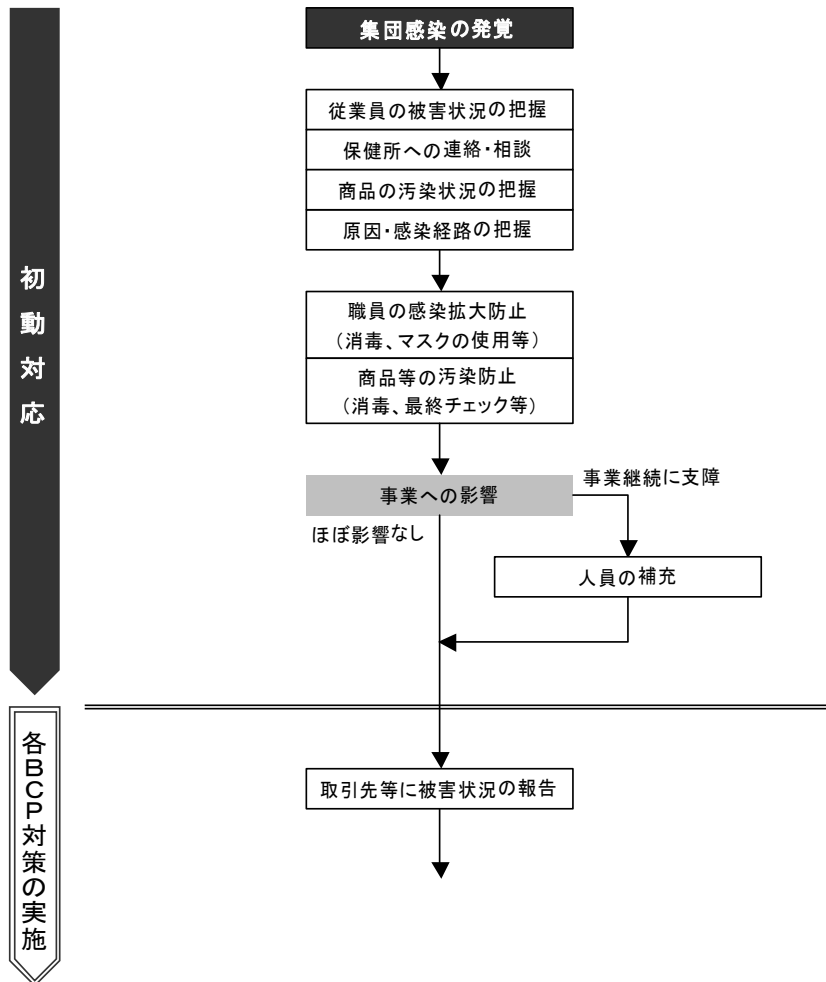 集団感染の発覚
従業員の被害状況の把握
保健所への連絡・相談
商品の汚染状況の把握
原因・感染経路の把握
初動対応
職員の感染拡大防止
（消毒、マスクの使用等）
商品等の汚染防止
（消毒、最終チェック等）
事業への影響
事業継続に支障
ほぼ影響なし
人員の補充
各BCP対策の実施
取引先等に被害状況の報告